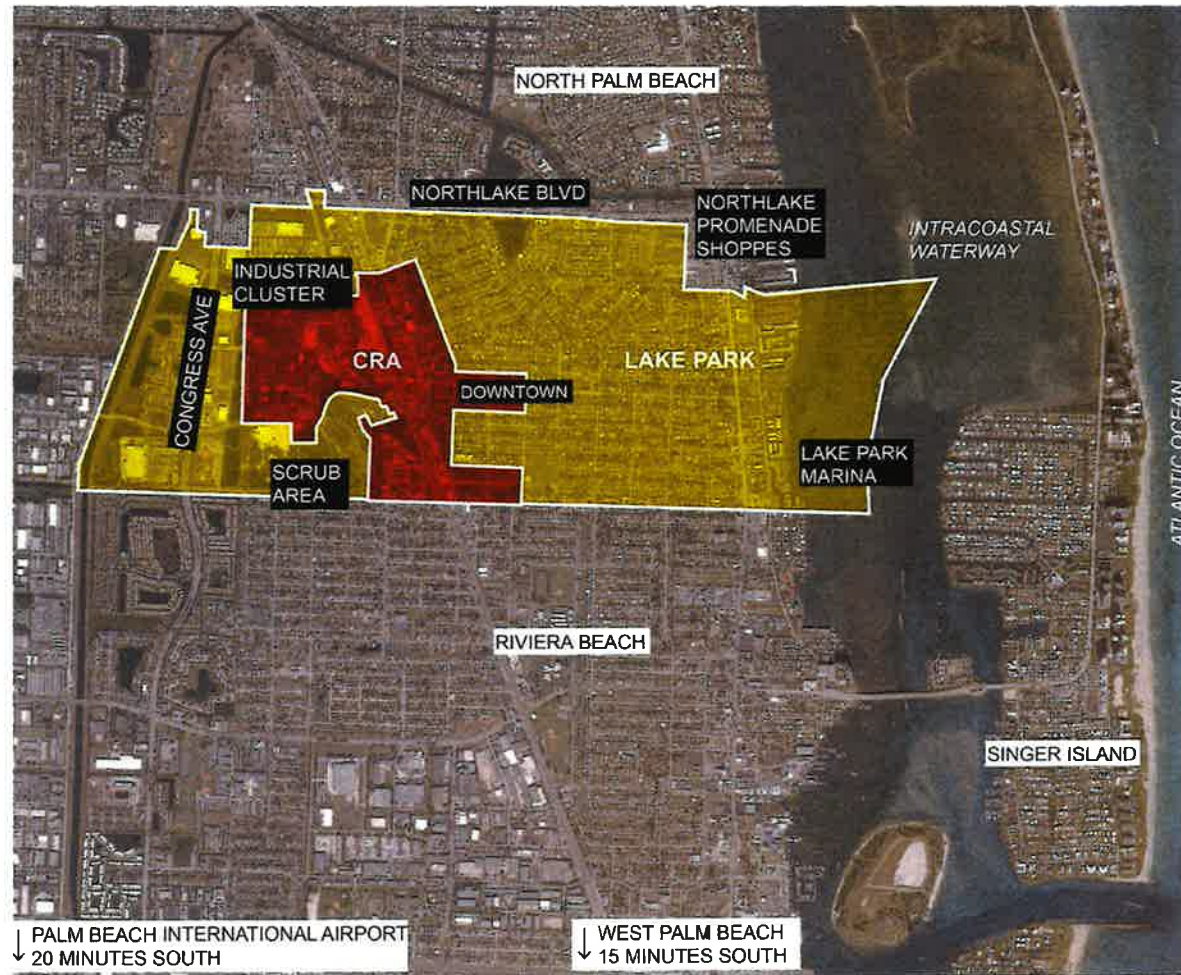 NORTH PALM BEACH
NORTHLAKE BLVD
NORTHLAKE
PROMENADE
SHOPPES
INTRACOASTAL
WATERWAY
INDUSTRIAL
CLUSTER
CONGRESS AVE
CRA
LAKE PARK
DOWNTOWN
ATLANTIC OCEAN
SCRUB
AREA
LAKE PARK
MARINA
RIVIERA BEACH
SINGER ISLAND
↓ PALM BEACH INTERNATIONAL AIRPORT
20 MINUTES SOUTH
↓ WEST PALM BEACH
15 MINUTES SOUTH